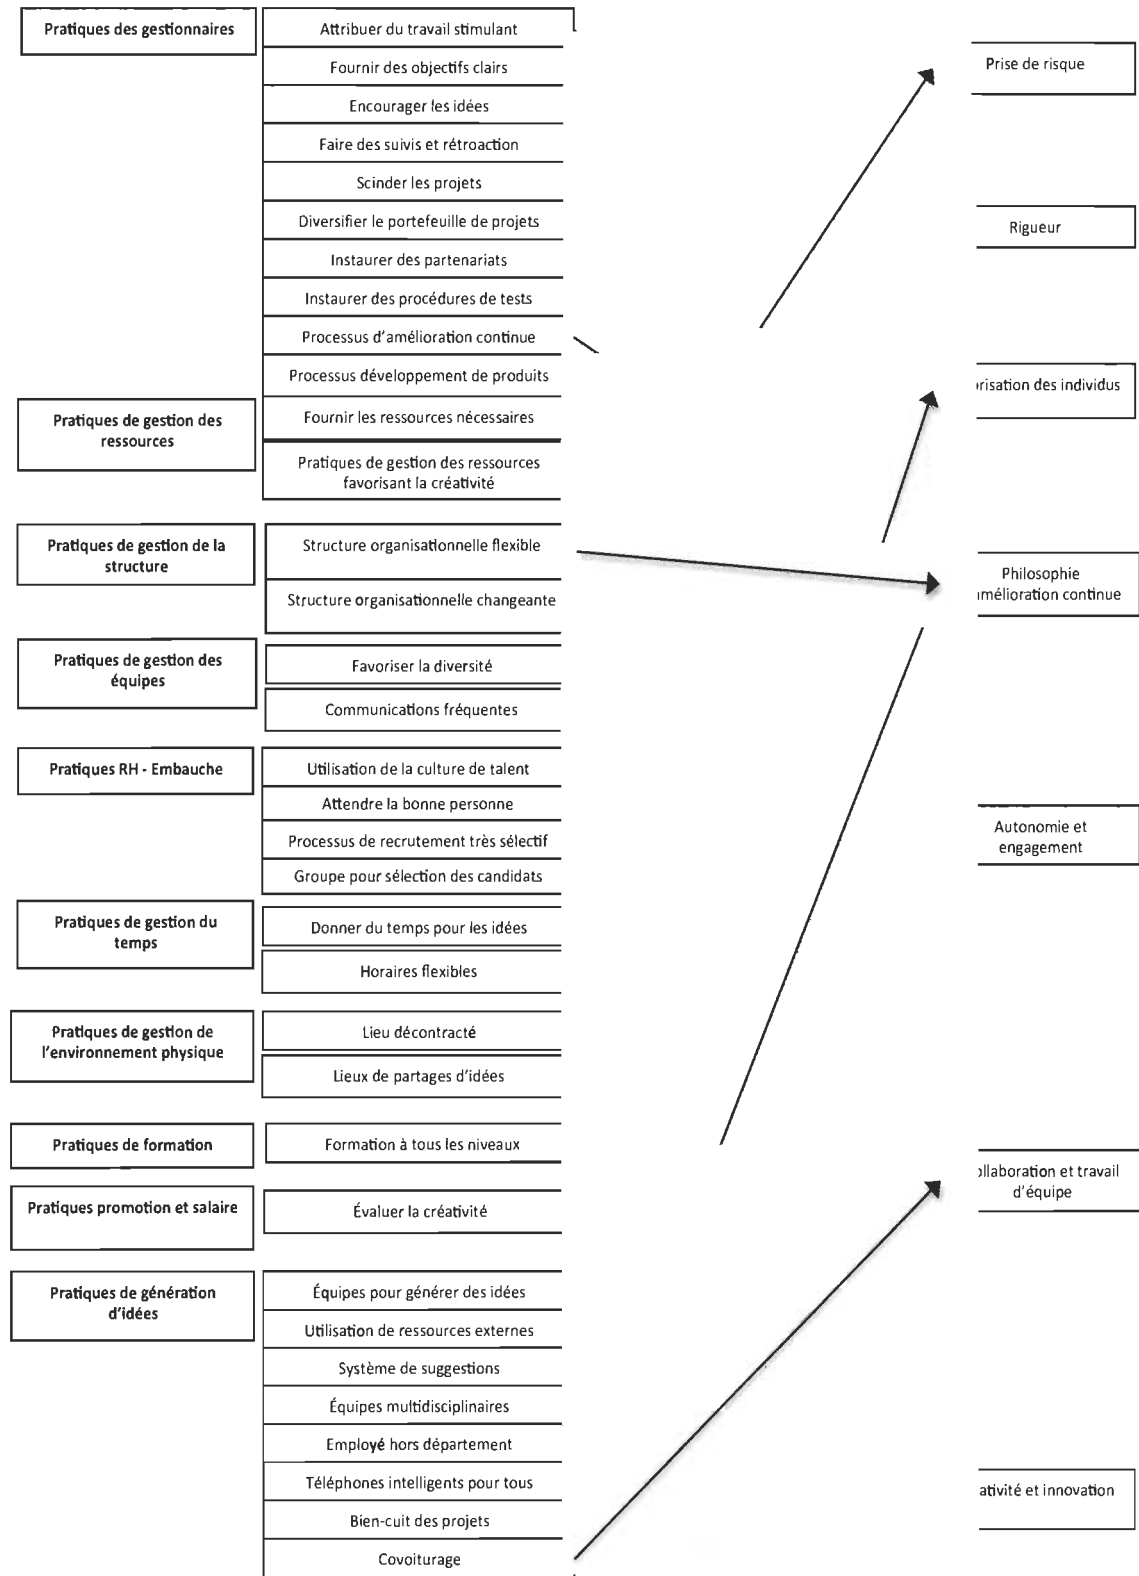 Pratiques des gestionnaires
Attribuer du travail stimulant
Fournir des objectifs clairs
Encourager les idées
Faire des suivis et rétroaction
Scinder les projets
Diversifier le portefeuille de projets
Instaurer des partenariats
Instaurer des procédures de tests
Processus d'amélioration continue
Processus développement de produits
Pratiques de gestion des
ressources
Fournir les ressources nécessaires
Pratiques de gestion des ressources
favorisant la créativité
Pratiques de gestion de la
structure
Structure organisationnelle flexible
Structure organisationnelle changeante
Pratiques de gestion des
équipes
Favoriser la diversité
Communications fréquentes
Pratiques RH - Embauche
Utilisation de la culture de talent
Attendre la bonne personne
Processus de recrutement très sélectif
Groupe pour sélection des candidats
Pratiques de gestion du
temps
Donner du temps pour les idées
Horaires flexibles
Pratiques de gestion de
l'environnement physique
Lieu décontracté
Lieux de partages d'idées
Pratiques de formation
Formation à tous les niveaux
Pratiques promotion et salaire
Évaluer la créativité
Pratiques de génération
d'idées
Équipes pour générer des idées
Utilisation de ressources externes
Système de suggestions
Équipes multidisciplinaires
Employé hors département
Téléphones intelligents pour tous
Bien-cuit des projets
Covoiturage
Prise de risque
Rigueur
orisation des individus
Philosophie
mélioration continue
Autonomie et
engagement
ollaboration et travail
d'équipe
ativité et innovation